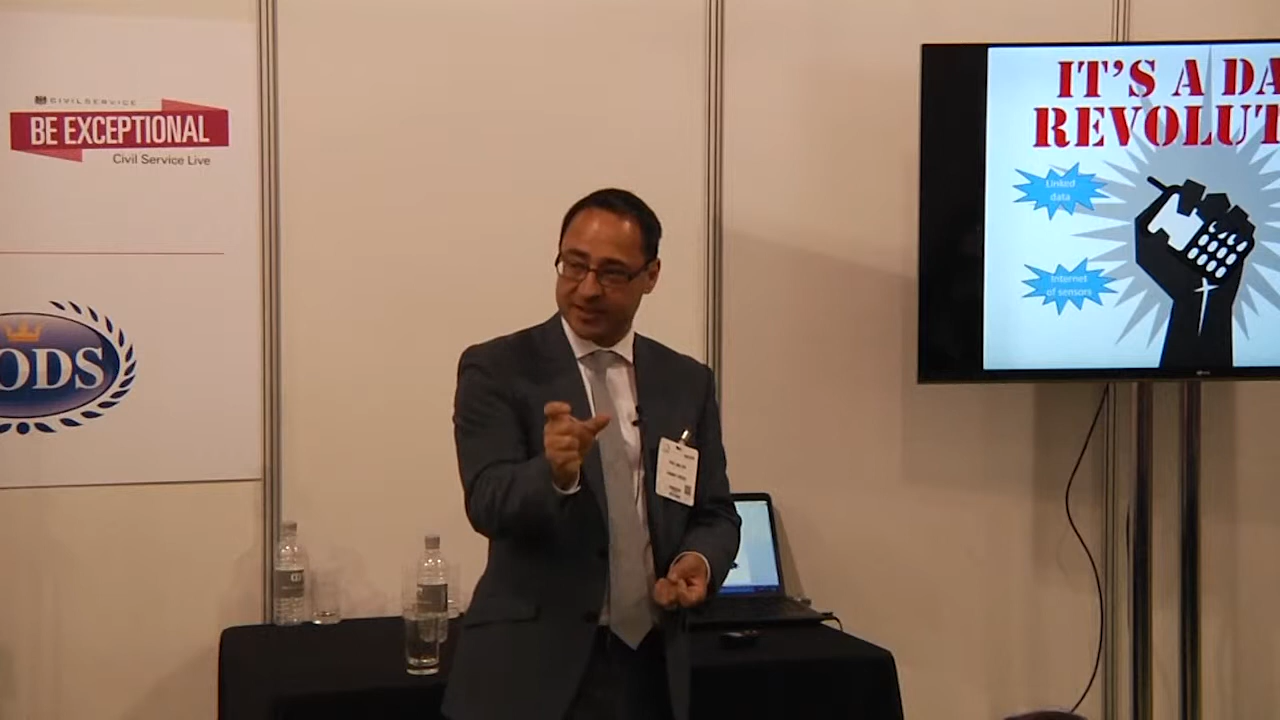 CIVIL SERVICE
BE EXCEPTIONAL
Civil Service Live
ODS
IT'S A DA
REVOLUT
Linked
data
Internet
of sensors